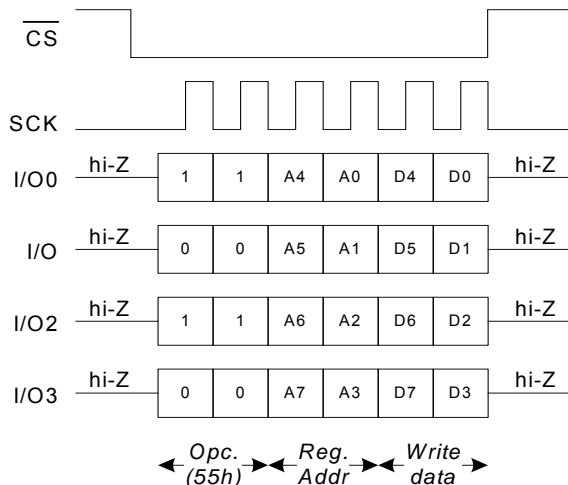 CS
SCK
hi-Z hi-Z
I/O0 1 1 A4 A0 D4 D0
hi-Z hi-Z
I/O 0 0 A5 A1 D5 D1
hi-Z hi-Z
I/O2 1 1 A6 A2 D6 D2
hi-Z hi-Z
I/O3 0 0 A7 A3 D7 D3
Opc. Reg. Write
(55h) Addr data